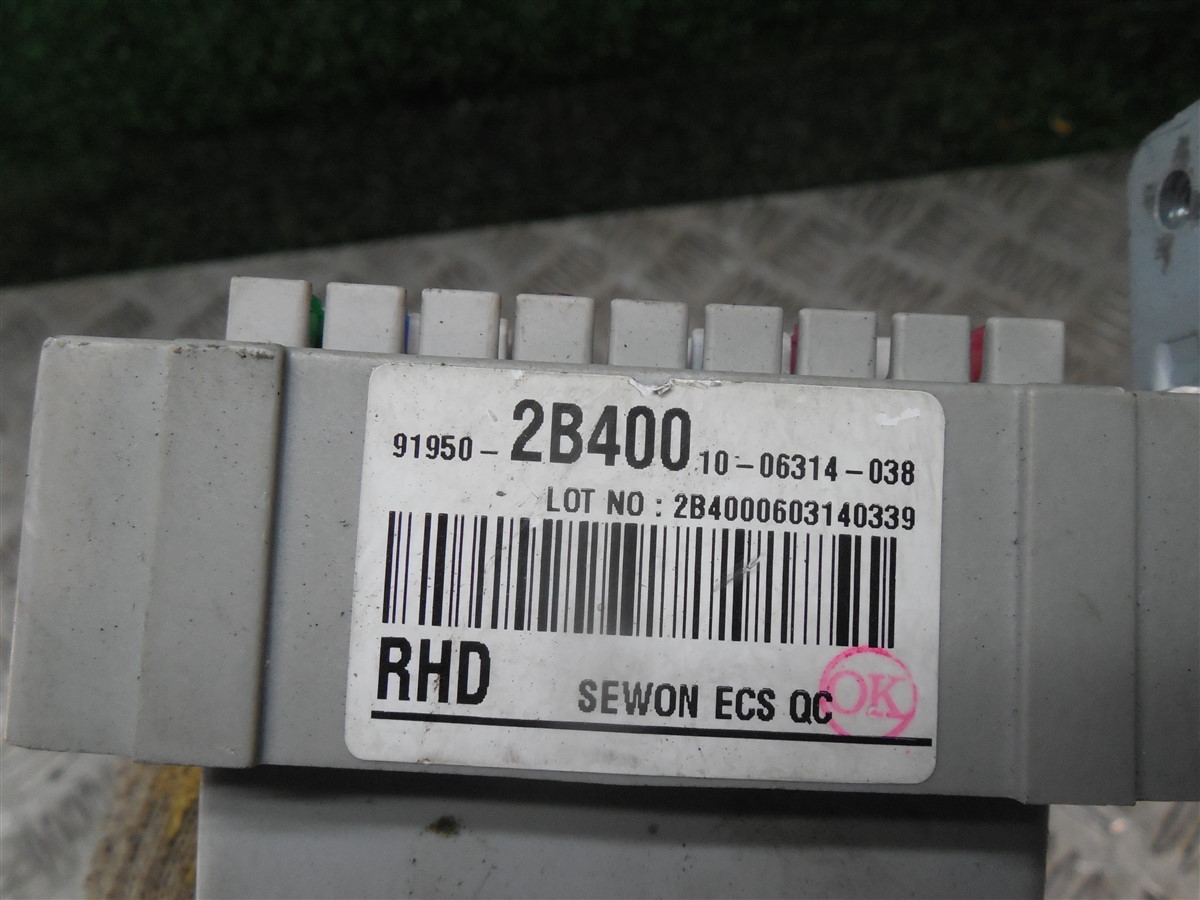 91950-2B400 10-06314-038
LOT NO : 2B4000603140339
RHD
SEWON ECS QC OK